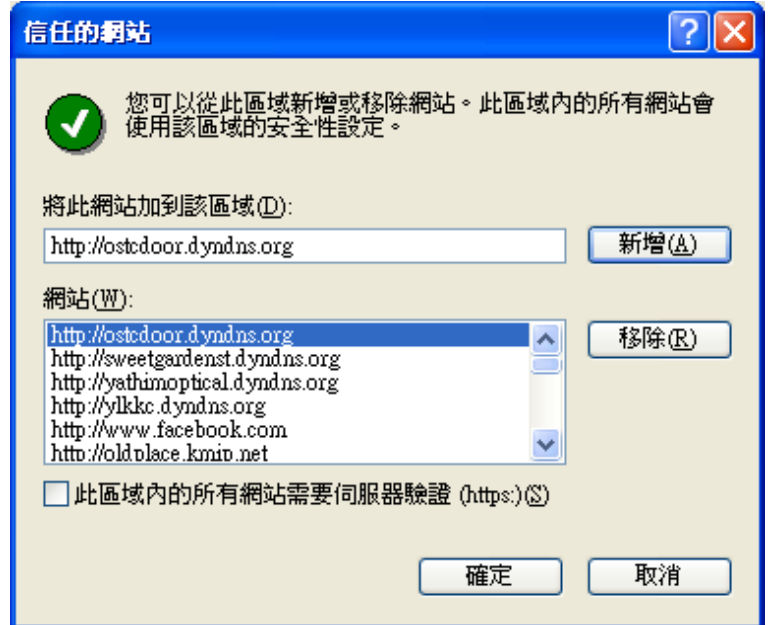 信任的網站
您可以從此區域新增或移除網站。此區域內的所有網站會
使用該區域的安全性設定。
將此網站加到該區域(D):
http://ostcdoor.dyndns.org
新增(A)
網站(W):
http://ostcdoor.dyndns.org
http://sweetgardenst.dyndns.org
http://yathimoptical.dyndns.org
http://ylkkc.dyndns.org
http://www.facebook.com
http://oldplace.kmip.net
移除(R)
此區域內的所有網站需要伺服器驗證 (https:)(S)
確定
取消